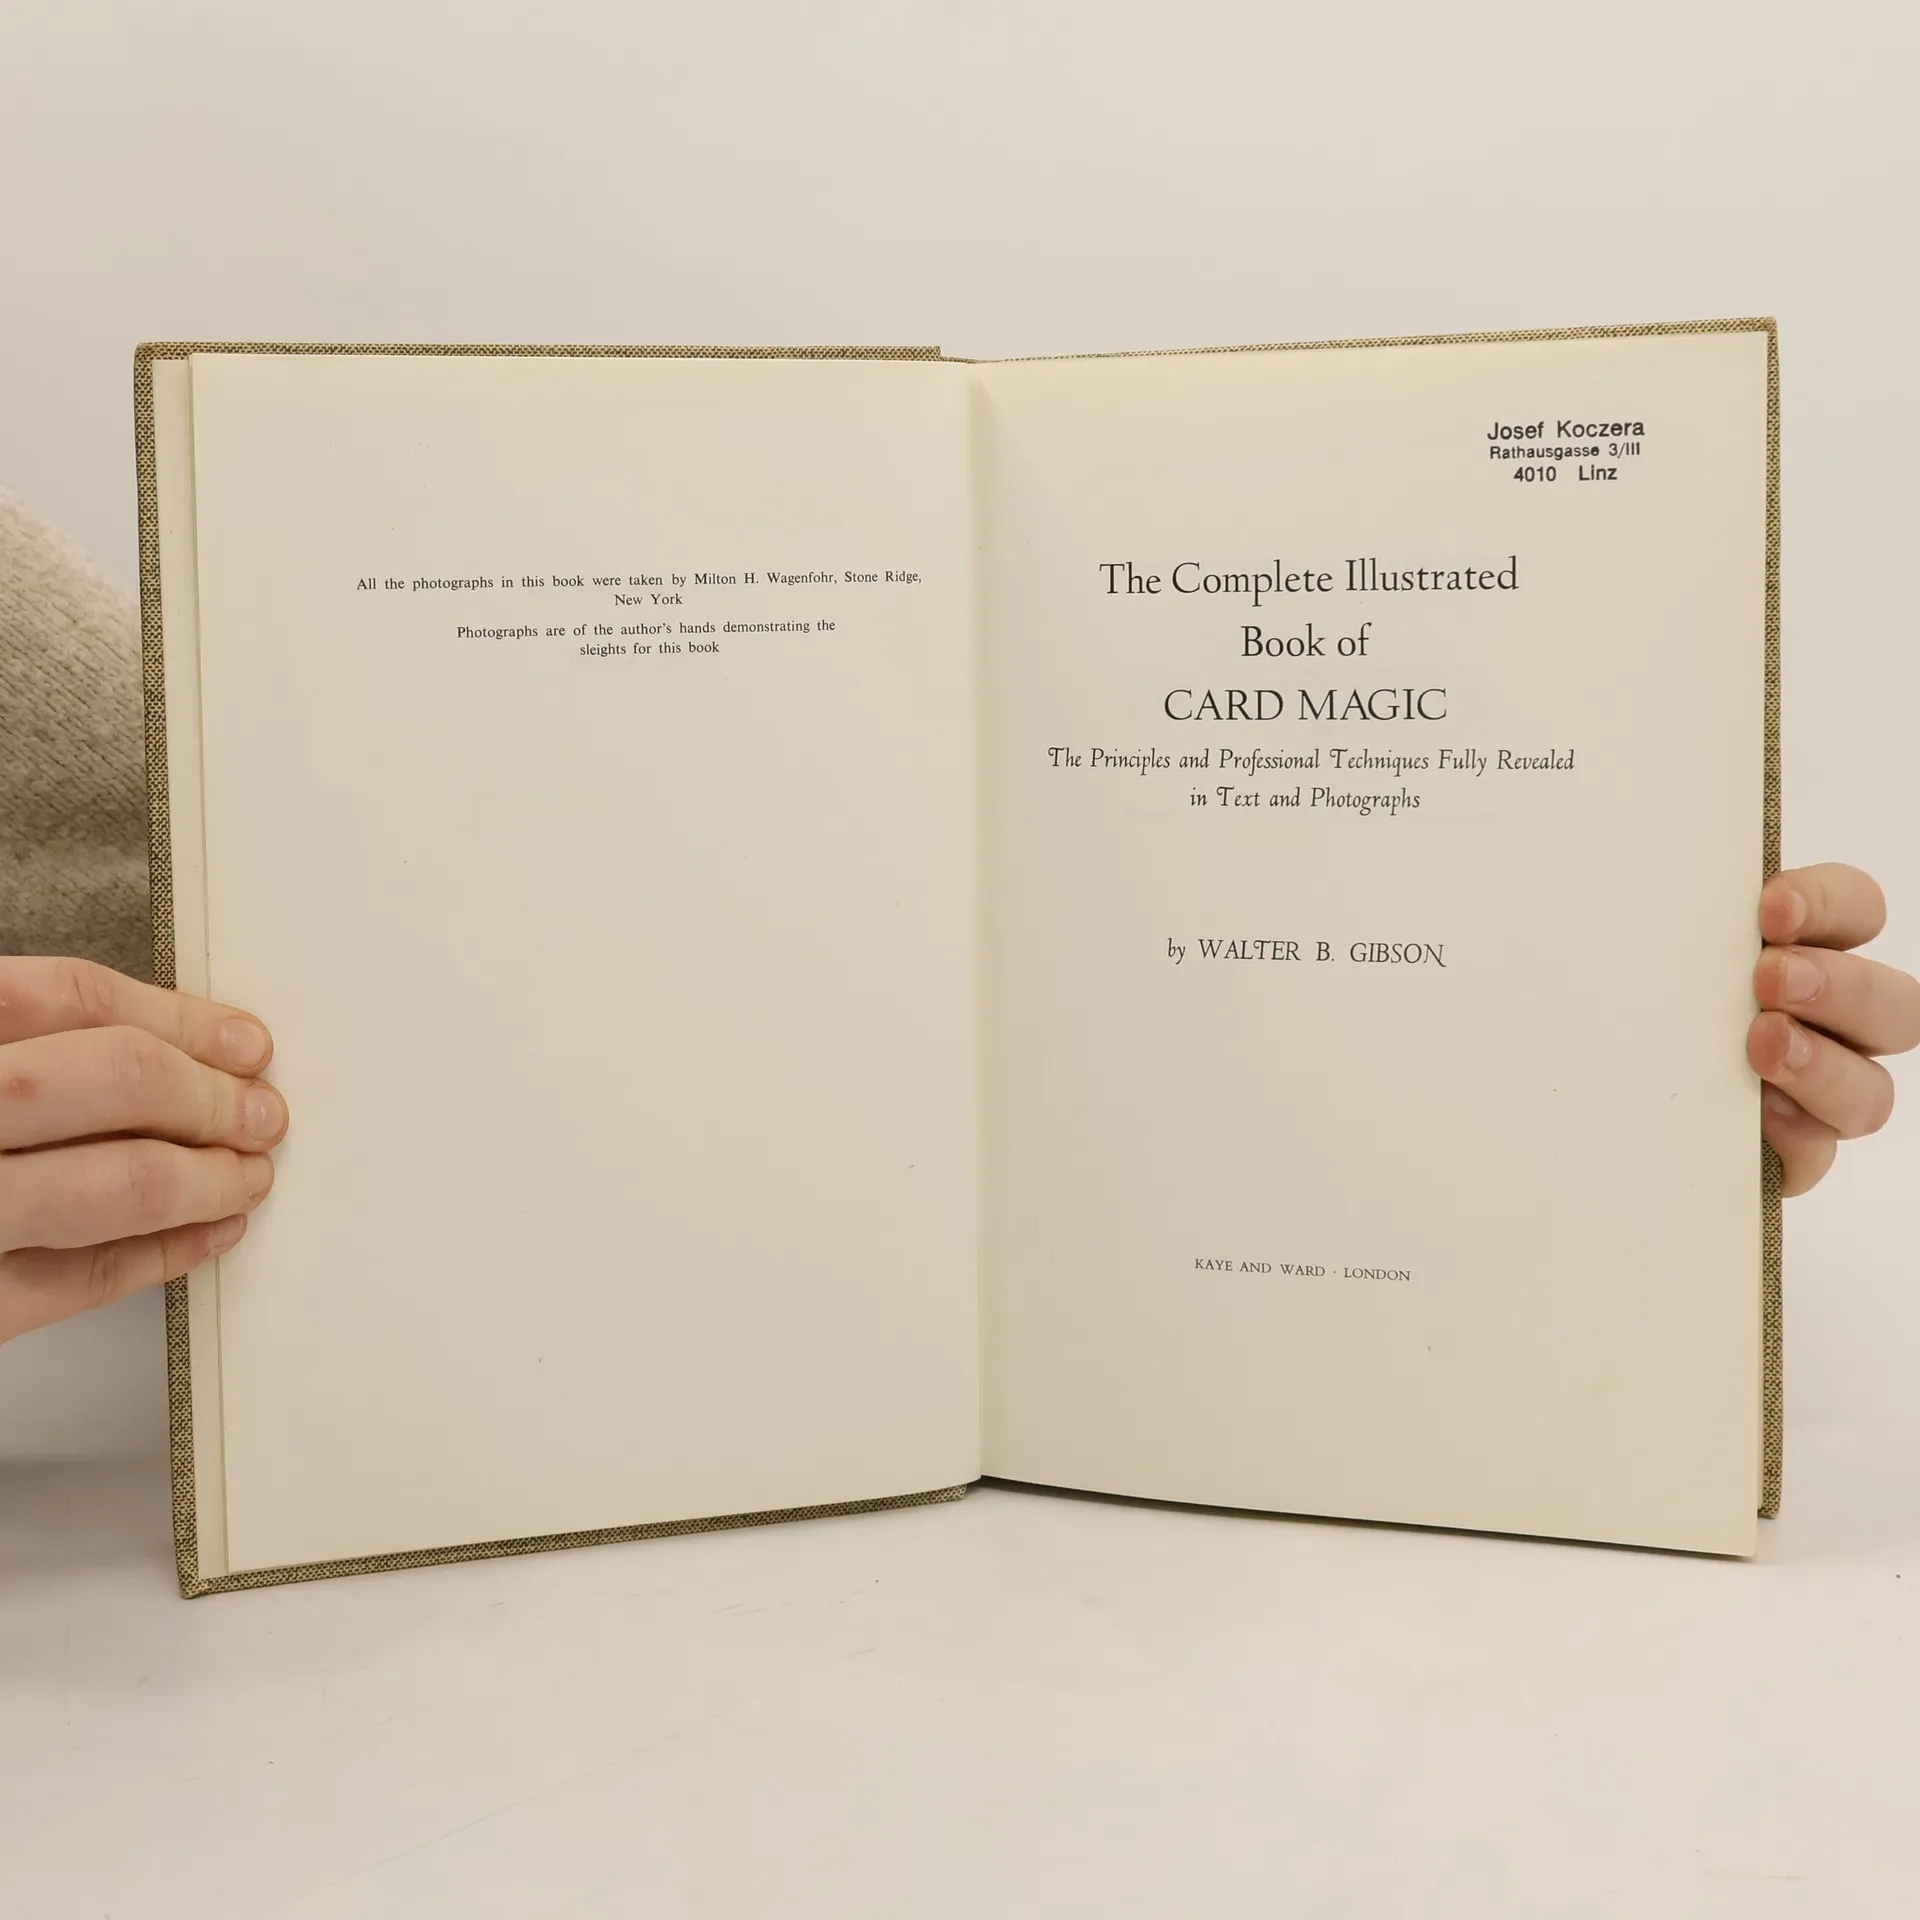 All the photographs in this book were taken by Milton H. Wagenfohr, Stone Ridge,
New York
Photographs are of the author's hands demonstrating the
sleights for this book
Josef Koczera
Rathausgasse 3/III
4010 Linz
The Complete Illustrated
Book of
CARD MAGIC
The Principles and Professional Techniques Fully Revealed
in Text and Photographs
by WALTER B. GIBSON
KAYE AND WARD · LONDON